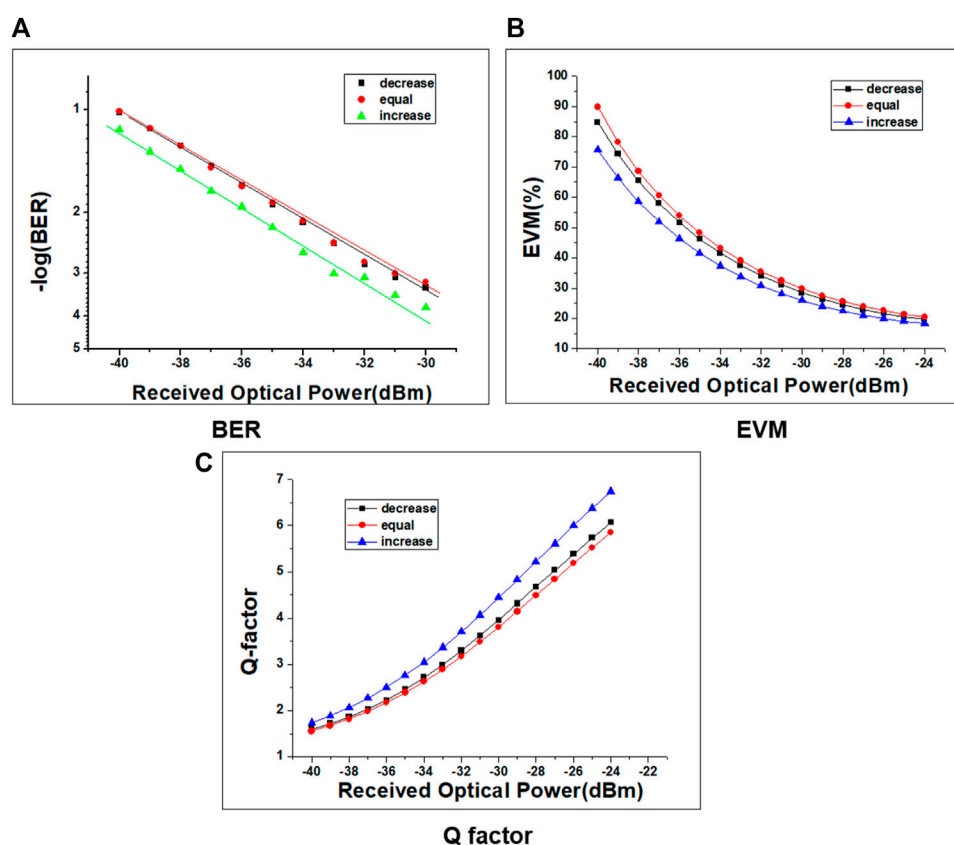 A
decrease
equal
increase
-log(BER)
1
2
3
4
5
-40
-38
-36
-34
-32
-30
Received Optical Power(dBm)
BER
B
decrease
equal
increase
EVM(%)
100
90
80
70
60
50
40
30
20
10
-40
-38
-36
-34
-32
-30
-28
-26
-24
Received Optical Power(dBm)
EVM
C
decrease
equal
increase
Q-factor
7
6
5
4
3
2
1
-40
-38
-36
-34
-32
-30
-28
-26
-24
-22
Received Optical Power(dBm)
Q factor